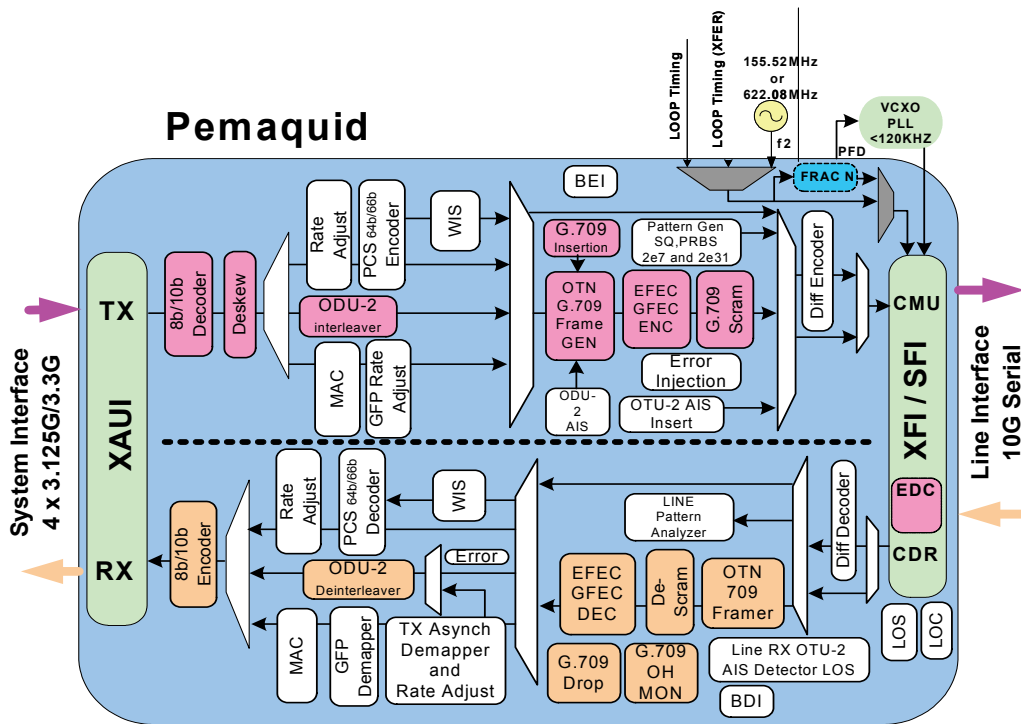 Pemaquid
LOOP Timing
LOOP Timing (XFER)
155.52MHz
or
622.08MHz
f2
PFD
VCXO
PLL
<120KHZ
FRAC N
System Interface
4 x 3.125G/3.3G
XAUI
TX
RX
8b/10b
Decoder
Deskew
Rate
Adjust
PCS 64b/66b
Encoder
WIS
ODU-2
interleaver
MAC
GFP Rate
Adjust
BEI
G.709
Insertion
OTN
G.709
Frame
GEN
ODU-
2
AIS
Pattern Gen
SQ,PRBS
2e7 and 2e31
EFEC
GFEC
ENC
G.709
Scram
Error
Injection
OTU-2 AIS
Insert
Diff Encoder
CMU
XFI / SFI
EDC
CDR
Line Interface
10G Serial
8b/10b
Encoder
Rate
Adjust
PCS 64b/66b
Decoder
WIS
Error
ODU-2
Deinterleaver
MAC
GFP
Demapper
TX Asynch
Demapper
and
Rate Adjust
LINE
Pattern
Analyzer
EFEC
GFEC
DEC
De-
Scram
OTN
709
Framer
G.709
Drop
G.709
OH
MON
Line RX OTU-2
AIS Detector LOS
BDI
Diff Decoder
LOS
LOC